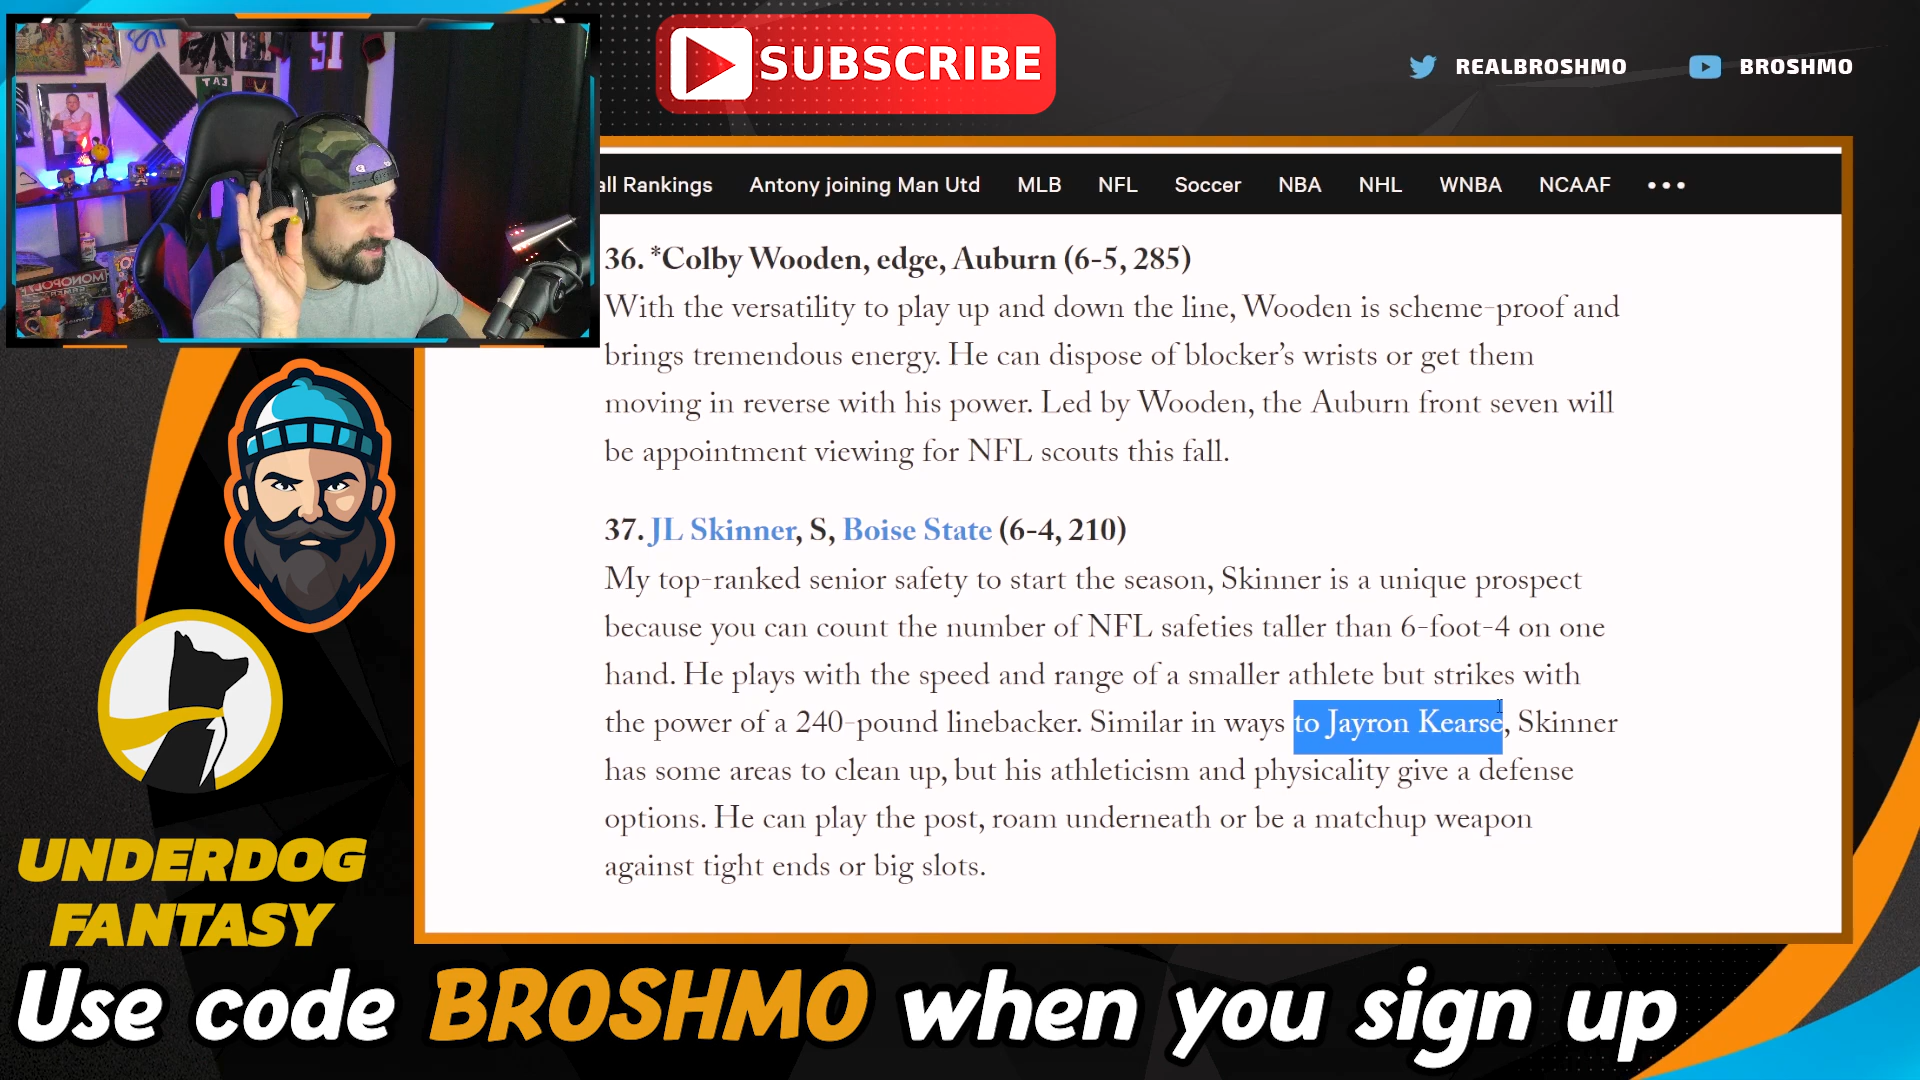 SUBSCRIBE
REALBROSHMO
BROSHMO
all Rankings Antony joining Man Utd MLB NFL Soccer NBA NHL WNBA NCAAF
36. *Colby Wooden, edge, Auburn (6-5, 285)
With the versatility to play up and down the line, Wooden is scheme-proof and
brings tremendous energy. He can dispose of blocker's wrists or get them
moving in reverse with his power. Led by Wooden, the Auburn front seven will
be appointment viewing for NFL scouts this fall.
37. JL Skinner, S, Boise State (6-4, 210)
My top-ranked senior safety to start the season, Skinner is a unique prospect
because you can count the number of NFL safeties taller than 6-foot-4 on one
hand. He plays with the speed and range of a smaller athlete but strikes with
the power of a 240-pound linebacker. Similar in ways to Jayron Kearse, Skinner
has some areas to clean up, but his athleticism and physicality give a defense
options. He can play the post, roam underneath or be a matchup weapon
against tight ends or big slots.
MONOPOLY
UNDERDOG
FANTASY
Use code BROSHMO when you sign up